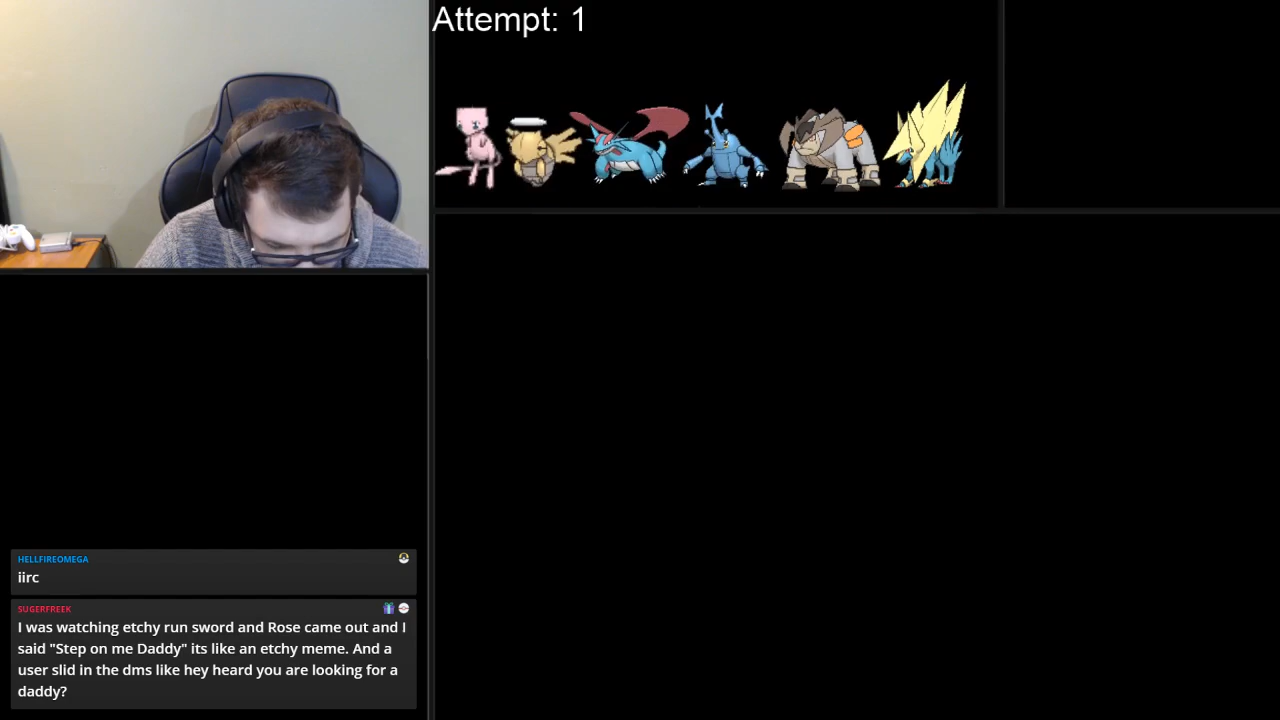 Attempt: 1
HELLFIREOMEGA
iirc
SUGERFREEK
I was watching etchy run sword and Rose came out and I
said "Step on me Daddy" its like an etchy meme. And a
user slid in the dms like hey heard you are looking for a
daddy?